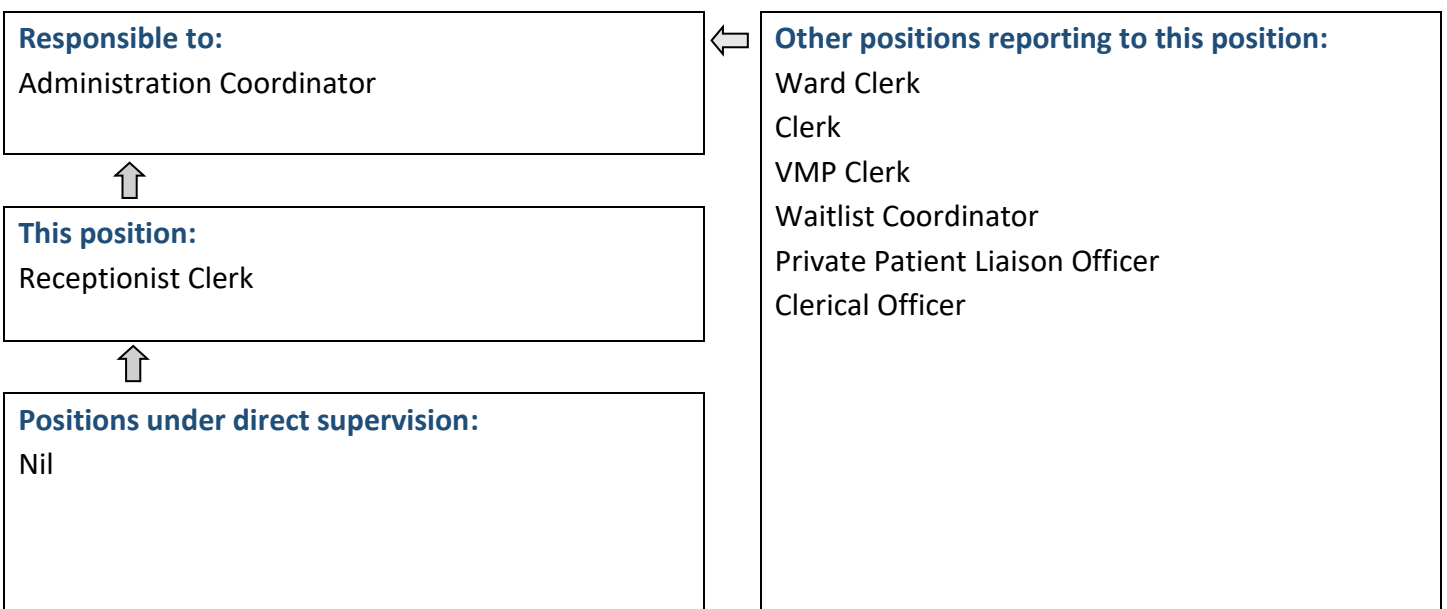 Responsible to:
Administration Coordinator
This position:
Receptionist Clerk
Positions under direct supervision:
Nil
Other positions reporting to this position:
Ward Clerk
Clerk
VMP Clerk
Waitlist Coordinator
Private Patient Liaison Officer
Clerical Officer